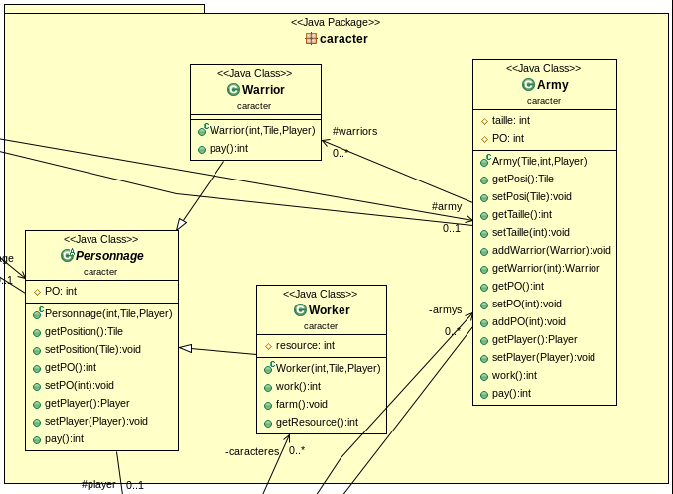 <<Java Package>>
caracter
<<Java Class>>
Warrior
caracter
Warrior(int,Tile,Player)
pay():int
<<Java Class>>
Army
caracter
taille: int
PO: int
Army(Tile,int,Player)
getPosi():Tile
setPosi(Tile):void
getTaille():int
setTaille(int):void
addWarrior(Warrior):void
getWarrior(int):Warrior
getPO():int
setPO(int):void
addPO(int):void
getPlayer():Player
setPlayer(Player):void
work():int
pay():int
#warriors
0..*
#army
0..1
<<Java Class>>
Personnage
caracter
PO: int
Personnage(int,Tile,Player)
getPosition():Tile
setPosition(Tile):void
getPO():int
setPO(int):void
getPlayer():Player
setPlayer(Player):void
pay():int
<<Java Class>>
Worker
caracter
resource: int
Worker(int,Tile,Player)
work():int
farm():void
getResource():int
-armys
0..*
-caracteres
0..*
#player
0..1
ge
..1